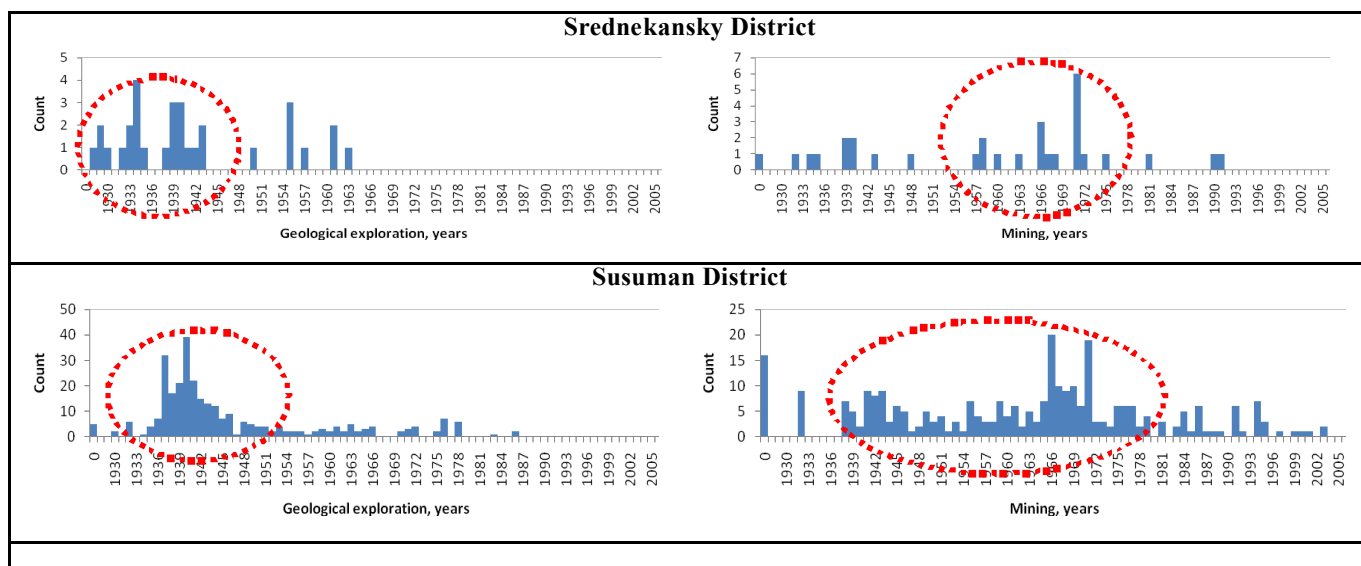 Srednekansky District
5
4
3
2
1
0
Count
0 1930 1933 1936 1939 1942 1945 1948 1951 1954 1957 1960 1963 1966 1969 1972 1975 1978 1981 1984 1987 1990 1993 1996 1999 2002 2005
Geological exploration, years
7
6
5
4
3
2
1
0
Count
0 1930 1933 1936 1939 1942 1945 1948 1951 1954 1957 1960 1963 1966 1969 1972 1975 1978 1981 1984 1987 1990 1993 1996 1999 2002 2005
Mining, years
Susuman District
50
40
30
20
10
0
Count
0 1930 1933 1936 1939 1942 1945 1948 1951 1954 1957 1960 1963 1966 1969 1972 1975 1978 1981 1984 1987 1990 1993 1996 1999 2002 2005
Geological exploration, years
25
20
15
10
5
0
Count
0 1930 1933 1936 1939 1942 1945 1948 1951 1954 1957 1960 1963 1966 1969 1972 1975 1978 1981 1984 1987 1990 1993 1996 1999 2002 2005
Mining, years